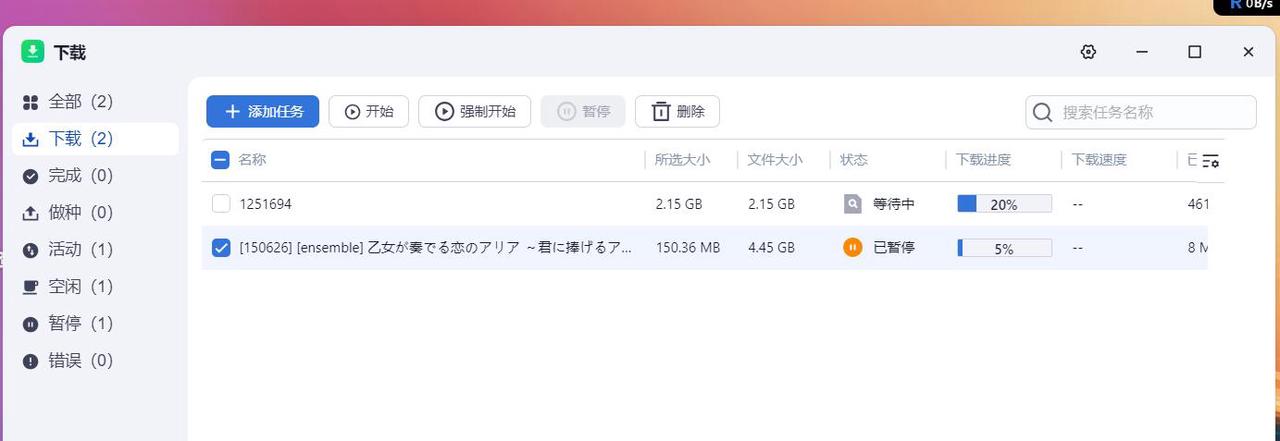 R 0B/s
下载
全部 (2)
下载 (2)
完成 (0)
做种 (0)
活动 (1)
空闲 (1)
暂停 (1)
错误 (0)
添加任务 开始 强制开始 暂停 删除 搜索任务名称
名称 所选大小 文件大小 状态 下载进度 下载速度
1251694 2.15 GB 2.15 GB 等待中 20% -- 461
[150626] [ensemble] 乙女が奏でる恋のアリア ～君に捧げるア... 150.36 MB 4.45 GB 已暂停 5% -- 8 M